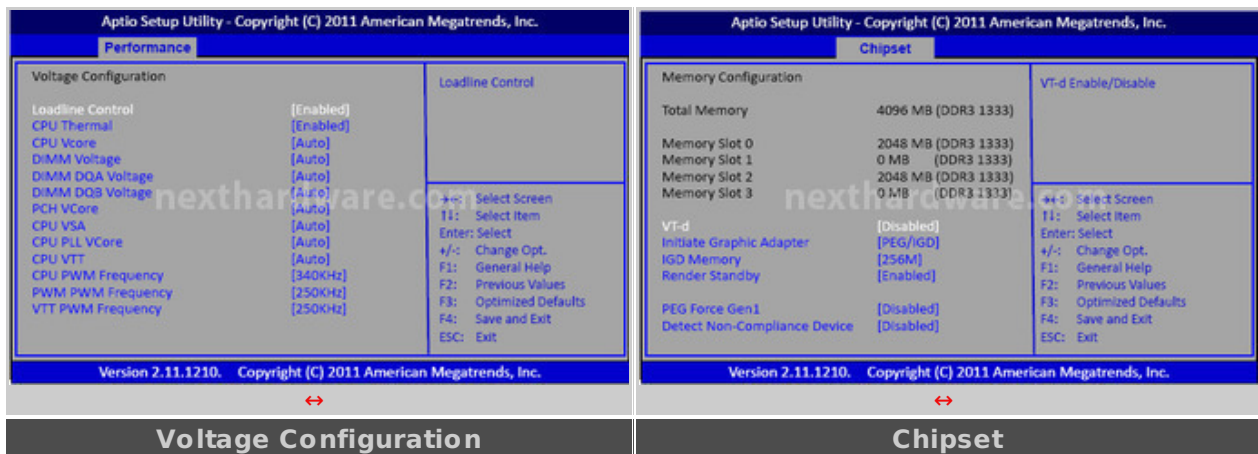 Aptio Setup Utility - Copyright (C) 2011 American Megatrends, Inc.
Performance
Voltage Configuration
Loadline Control [Enabled]
CPU Thermal [Enabled]
CPU Vcore [Auto]
DIMM Voltage [Auto]
DIMM DQA Voltage [Auto]
DIMM DQB Voltage [Auto]
PCH VCore [Auto]
CPU VSA [Auto]
CPU PLL VCore [Auto]
CPU VTT [Auto]
CPU PWM Frequency [340KHz]
PWM PWM Frequency [250KHz]
VTT PWM Frequency [250KHz]
Loadline Control
→←: Select Screen
↑↓: Select Item
Enter: Select
+/-: Change Opt.
F1: General Help
F2: Previous Values
F3: Optimized Defaults
F4: Save and Exit
ESC: Exit
nexthardware.com
Version 2.11.1210. Copyright (C) 2011 American Megatrends, Inc.
↔
Voltage Configuration
Aptio Setup Utility - Copyright (C) 2011 American Megatrends, Inc.
Chipset
Memory Configuration
Total Memory 4096 MB (DDR3 1333)
Memory Slot 0 2048 MB (DDR3 1333)
Memory Slot 1 0 MB (DDR3 1333)
Memory Slot 2 2048 MB (DDR3 1333)
Memory Slot 3 0 MB (DDR3 1333)
VT-d [Disabled]
Initiate Graphic Adapter [PEG/IGD]
IGD Memory [256M]
Render Standby [Enabled]
PEG Force Gen1 [Disabled]
Detect Non-Compliance Device [Disabled]
VT-d Enable/Disable
→←: Select Screen
↑↓: Select Item
Enter: Select
+/-: Change Opt.
F1: General Help
F2: Previous Values
F3: Optimized Defaults
F4: Save and Exit
ESC: Exit
nexthardware.com
Version 2.11.1210. Copyright (C) 2011 American Megatrends, Inc.
↔
Chipset